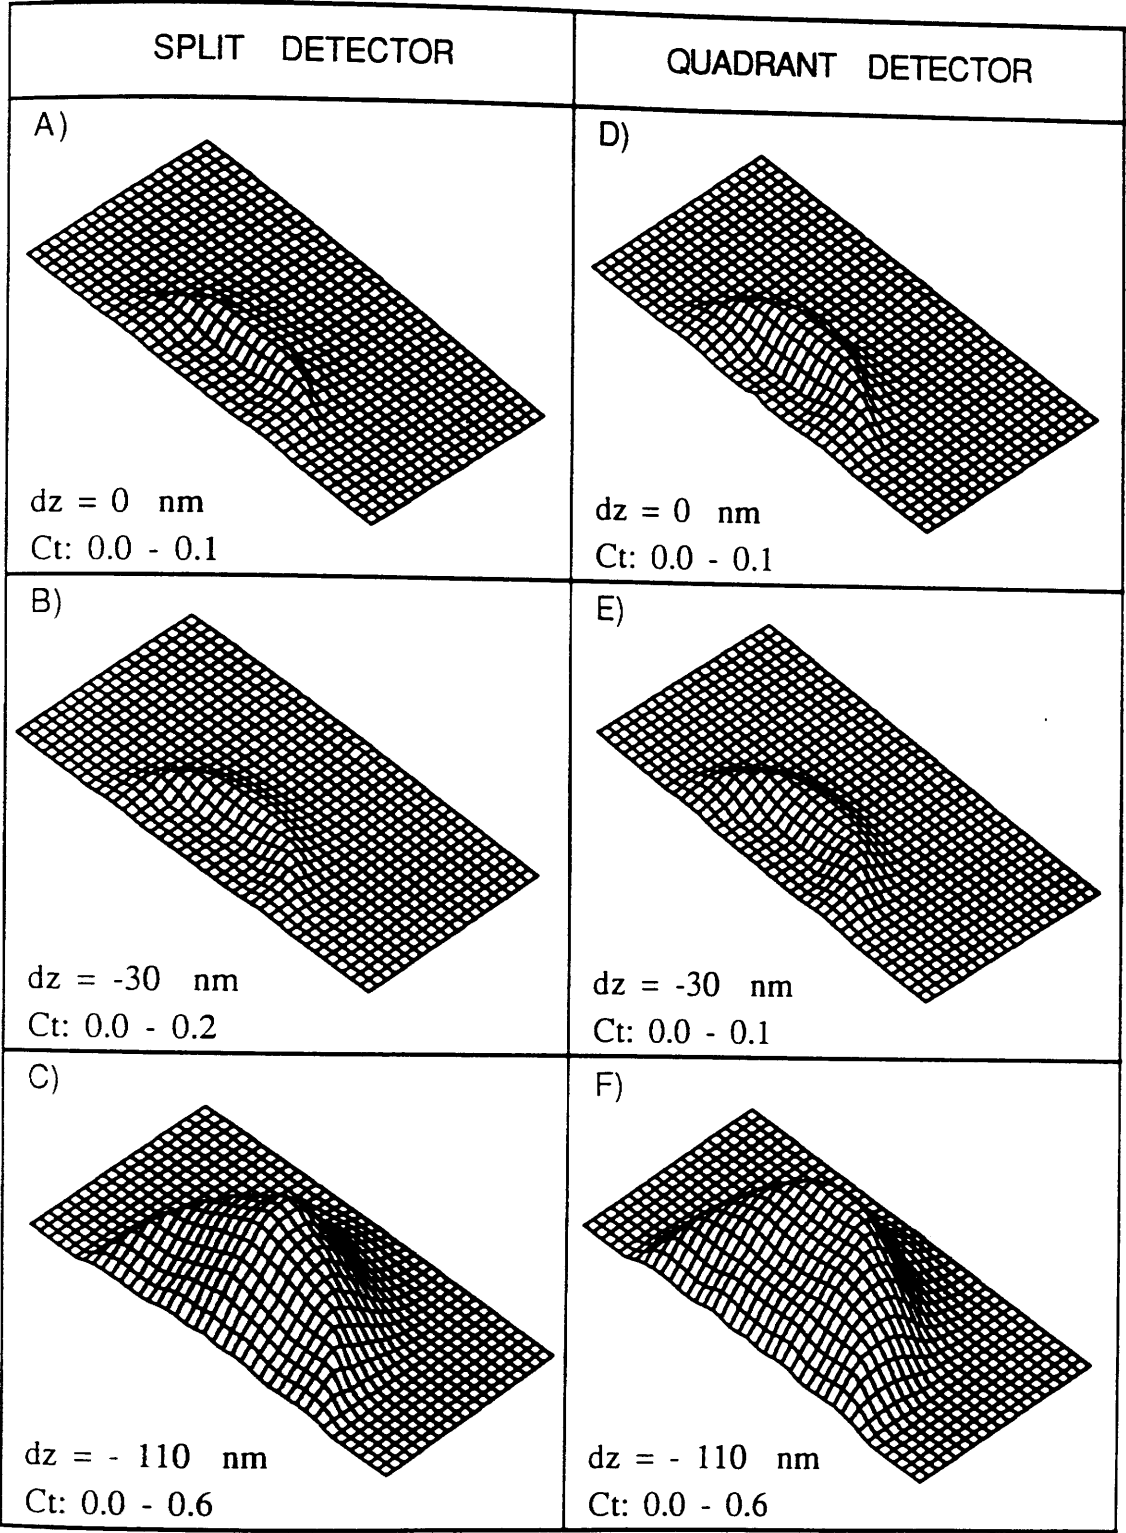 SPLIT DETECTOR
QUADRANT DETECTOR
A)
dz = 0 nm
Ct: 0.0 - 0.1
D)
dz = 0 nm
Ct: 0.0 - 0.1
B)
dz = -30 nm
Ct: 0.0 - 0.2
E)
dz = -30 nm
Ct: 0.0 - 0.1
C)
dz = - 110 nm
Ct: 0.0 - 0.6
F)
dz = - 110 nm
Ct: 0.0 - 0.6